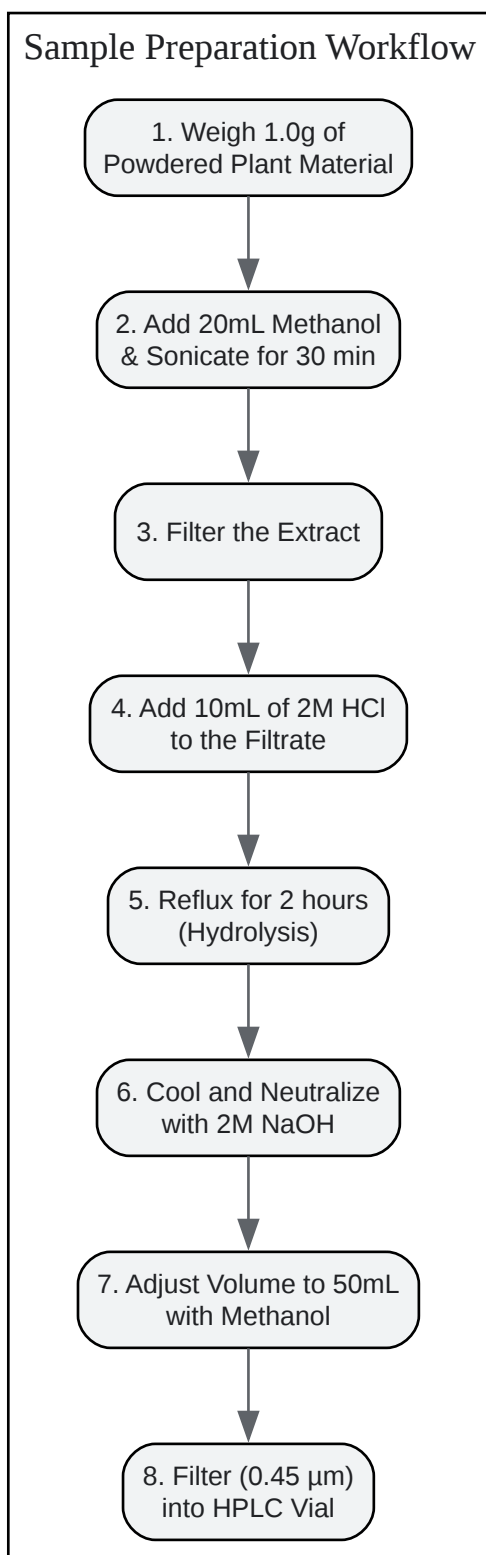 Sample Preparation Workflow
1. Weigh 1.0g of
Powdered Plant Material
2. Add 20mL Methanol
& Sonicate for 30 min
3. Filter the Extract
4. Add 10mL of 2M HCl
to the Filtrate
5. Reflux for 2 hours
(Hydrolysis)
6. Cool and Neutralize
with 2M NaOH
7. Adjust Volume to 50mL
with Methanol
8. Filter (0.45 µm)
into HPLC Vial